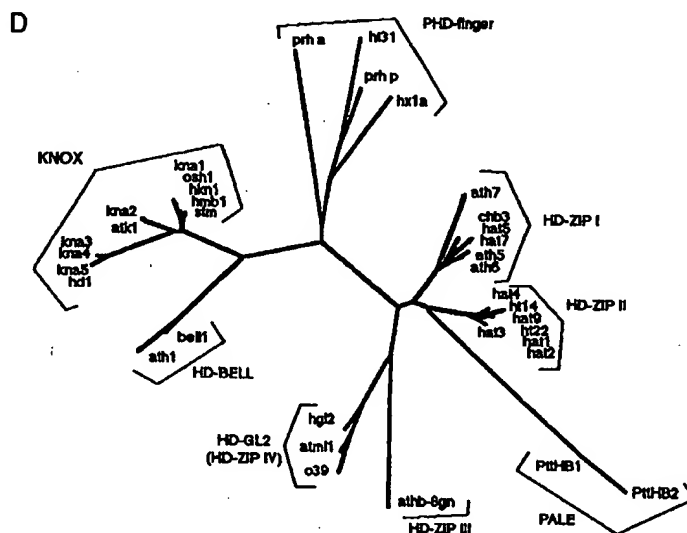 D
PHD-finger
prh a
ht31
prh p
hx1a
KNOX
kna1
osh1
hkn1
hmb1
stm
kna2
atk1
kna3
kna4
kna5
hd1
ath7
chb3
hat5
hat7
ath5
ath6
HD-ZIP I
hat4
ht14
hat9
ht22
hat1
hat2
hat3
HD-ZIP II
bell1
ath1
HD-BELL
HD-GL2
(HD-ZIP IV)
hgl2
atml1
o39
athb-8gn
HD-ZIP III
PttHB1
PttHB2
PALE